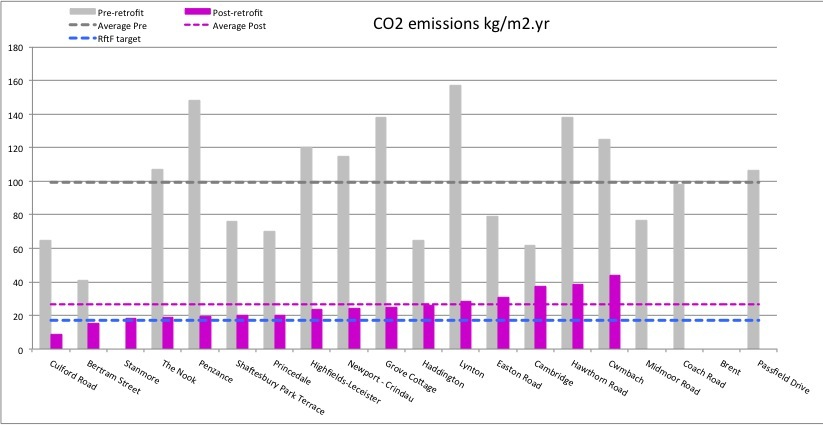 Pre-retrofit
Post-retrofit
CO2 emissions kg/m2.yr
Average Pre
Average Post
RftF target
180
160
140
120
100
80
60
40
20
0
Culford Road
Bertram Street
Stanmore
The Nook
Penzance
Shaftesbury Park Terrace
Princedale
Highfields-Leicester
Newport - Crindau
Grove Cottage
Haddington
Lynton
Easton Road
Cambridge
Hawthorn Road
Cwmbach
Midmoor Road
Coach Road
Brent
Passfield Drive